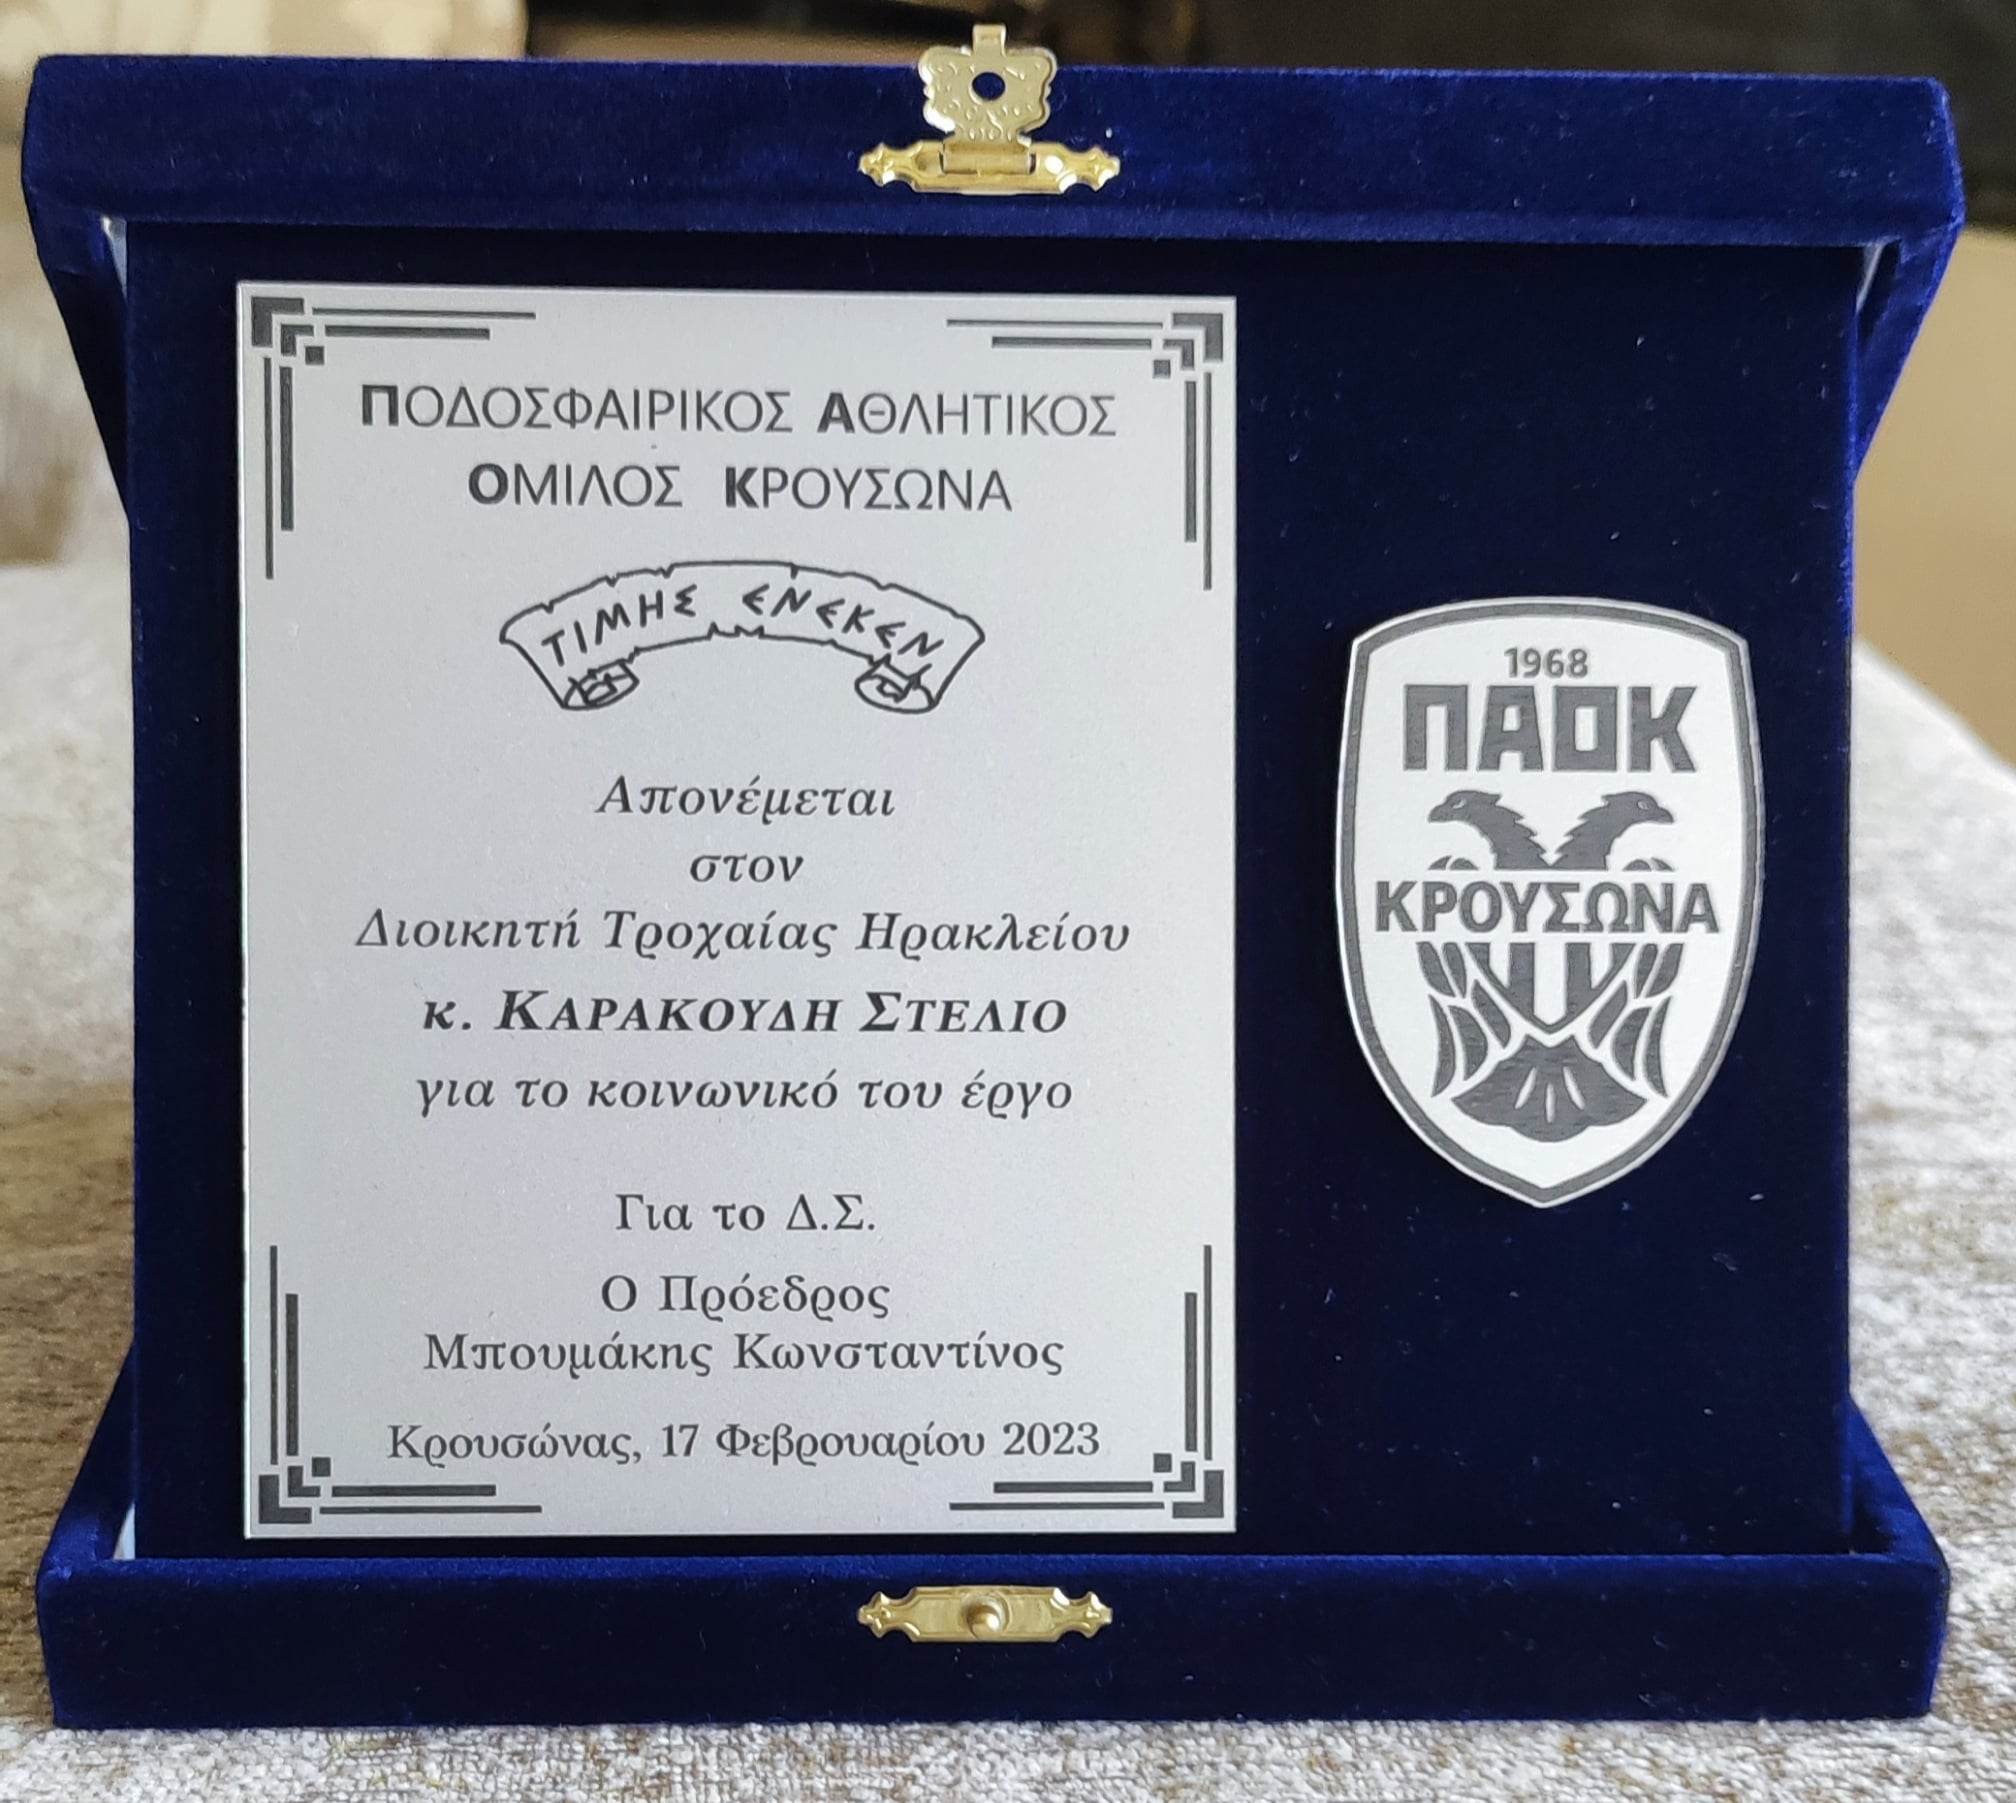 ΠΟΔΟΣΦΑΙΡΙΚΟΣ ΑΘΛΗΤΙΚΟΣ
ΟΜΙΛΟΣ ΚΡΟΥΣΩΝΑ
ΤΙΜΗΣ ΕΝΕΚΕΝ
Απονέμεται
στον
Διοικητή Τροχαίας Ηρακλείου
κ. ΚΑΡΑΚΟΥΔΗ ΣΤΕΛΙΟ
για το κοινωνικό του έργο
Για το Δ.Σ.
Ο Πρόεδρος
Μπουμάκης Κωνσταντίνος
Κρουσώνας, 17 Φεβρουαρίου 2023
1968
ΠΑΟΚ
ΚΡΟΥΣΩΝΑ